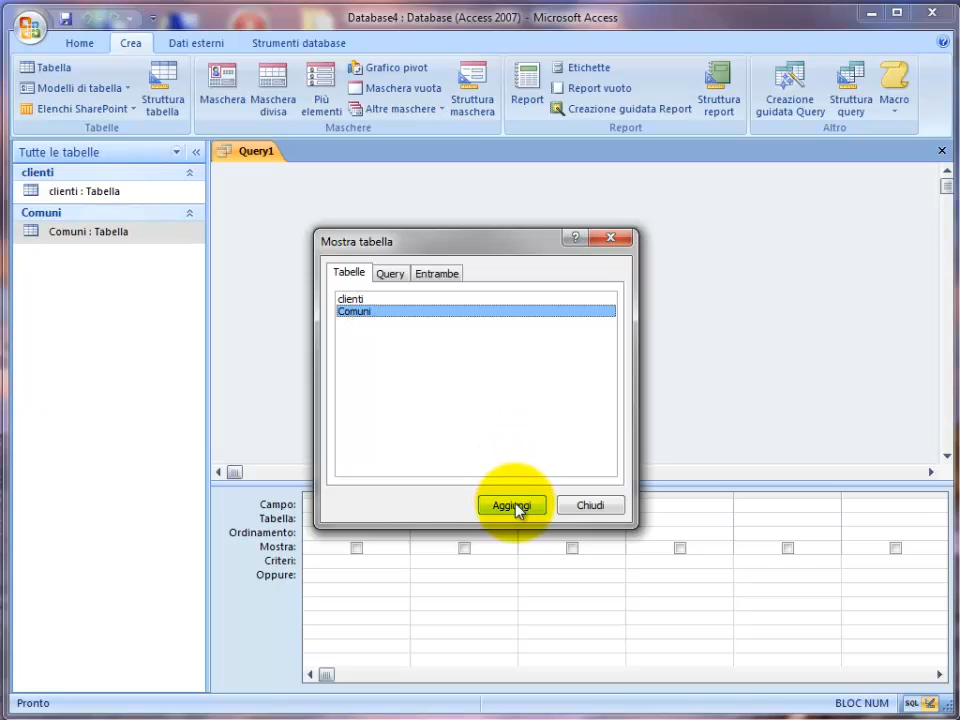 Database4 : Database (Access 2007) - Microsoft Access
Home
Crea
Dati esterni
Strumenti database
Tabella
Modelli di tabella
Elenchi SharePoint
Struttura
tabella
Tabelle
Maschera
Maschera
divisa
Più
elementi
Grafico pivot
Maschera vuota
Altre maschere
Struttura
maschera
Maschere
Report
Etichette
Report vuoto
Creazione guidata Report
Struttura
report
Report
Creazione
guidata Query
Struttura
query
Macro
Altro
Tutte le tabelle
clienti
clienti : Tabella
Comuni
Comuni : Tabella
Query1
Mostra tabella
Tabelle
Query
Entrambe
clienti
Comuni
Aggiungi
Chiudi
Campo:
Tabella:
Ordinamento:
Mostra:
Criteri:
Oppure:
Pronto
BLOC NUM
SQL